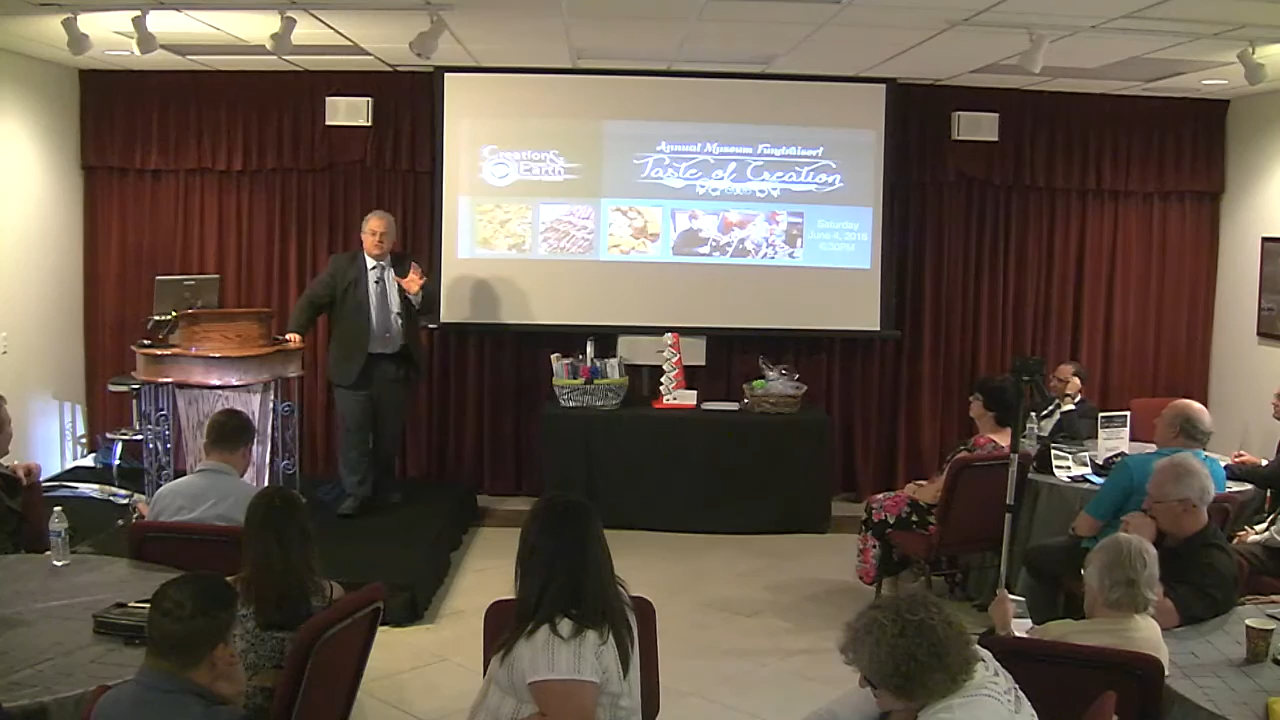 Creation &
Earth
Annual Museum Fundraiser!
Taste of Creation
Saturday
June 4, 2016
6:30PM